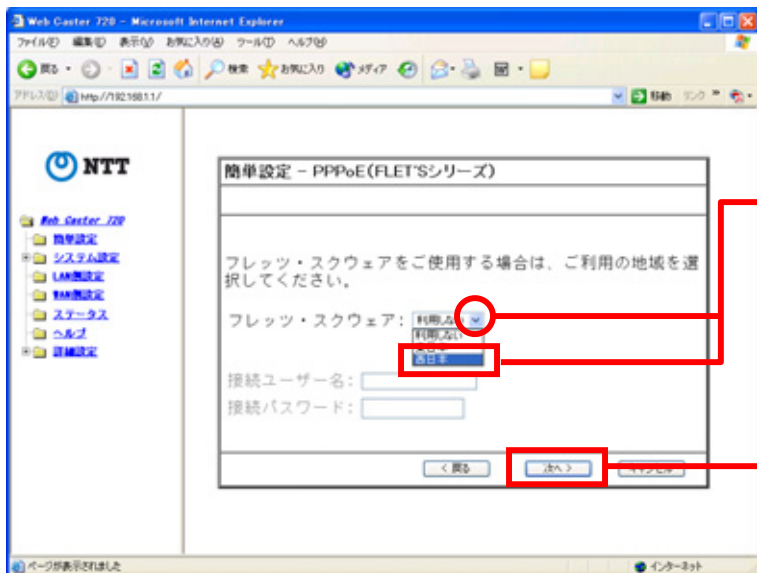 Web Caster 720 - Microsoft Internet Explorer
ファイル(F) 編集(E) 表示(V) お気に入り(A) ツール(T) ヘルプ(H)
戻る 検索 お気に入り メディア
アドレス(D) http://192.168.1.1/ 移動 リンク »
NTT
簡単設定 - PPPoE(FLET'Sシリーズ)
Web Caster 720
簡単設定
システム設定
LAN側設定
WAN側設定
ステータス
ヘルプ
詳細設定
フレッツ・スクウェアをご使用する場合は、ご利用の地域を選
択してください。
フレッツ・スクウェア: 利用しない
利用しない
西日本
接続ユーザー名:
接続パスワード:
< 戻る 次へ > キャンセル
ページが表示されました インターネット